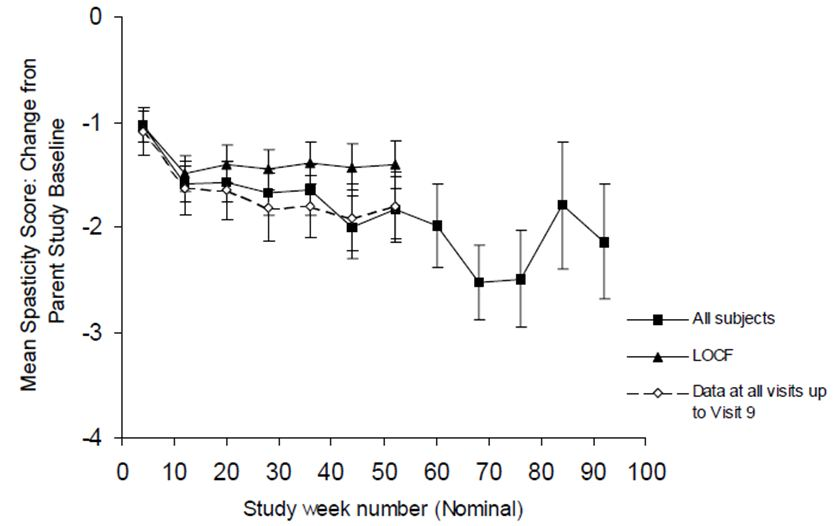 0
-1
-2
-3
-4
Mean Spasticity Score: Change fron
Parent Study Baseline
0 10 20 30 40 50 60 70 80 90 100
Study week number (Nominal)
All subjects
LOCF
Data at all visits up
to Visit 9